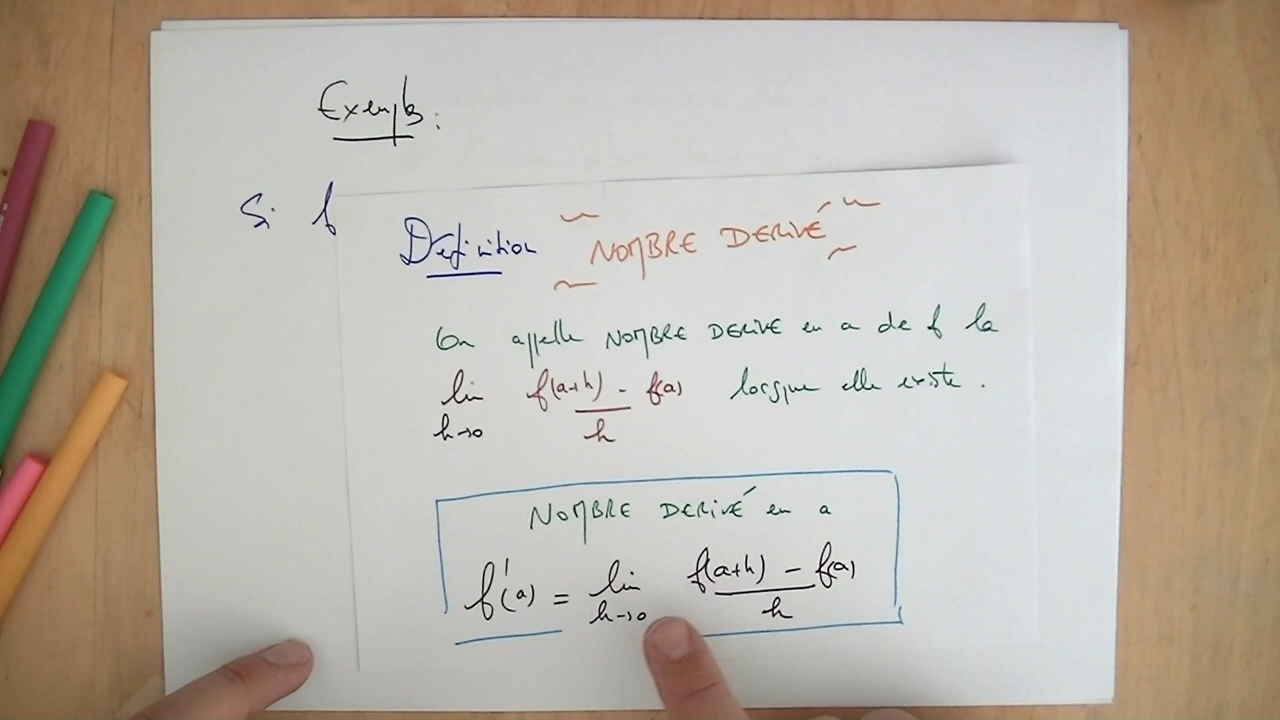 Exemple :
Si f
Définition NOMBRE DERIVÉ
On appelle NOMBRE DERIVE en a de f la
lim h→0 f(a+h) - f(a) / h lorsque elle existe .
NOMBRE DERIVÉ en a
f'(a) = lim h→0 f(a+h) - f(a) / h